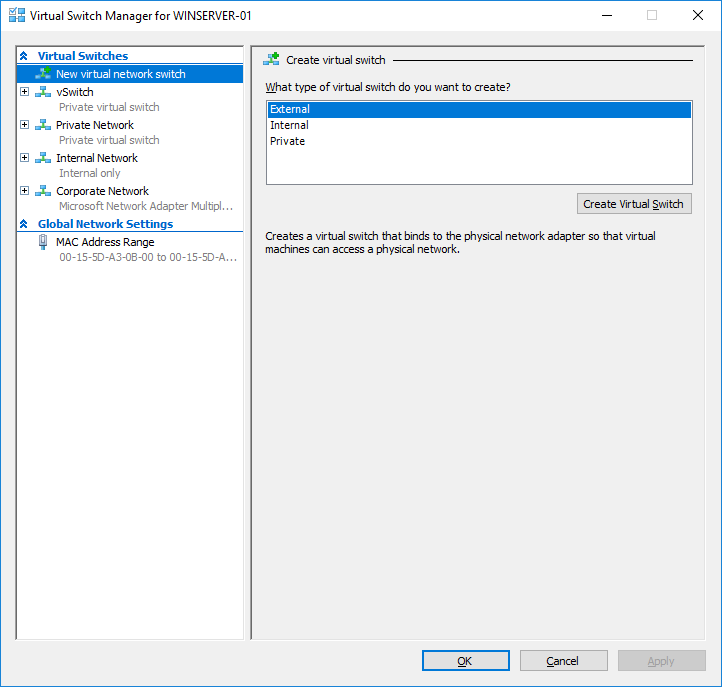 Virtual Switch Manager for WINSERVER-01
Virtual Switches
New virtual network switch
vSwitch
Private virtual switch
Private Network
Private virtual switch
Internal Network
Internal only
Corporate Network
Microsoft Network Adapter Multipl...
Global Network Settings
MAC Address Range
00-15-5D-A3-0B-00 to 00-15-5D-A...
Create virtual switch
What type of virtual switch do you want to create?
External
Internal
Private
Create Virtual Switch
Creates a virtual switch that binds to the physical network adapter so that virtual
machines can access a physical network.
OK
Cancel
Apply